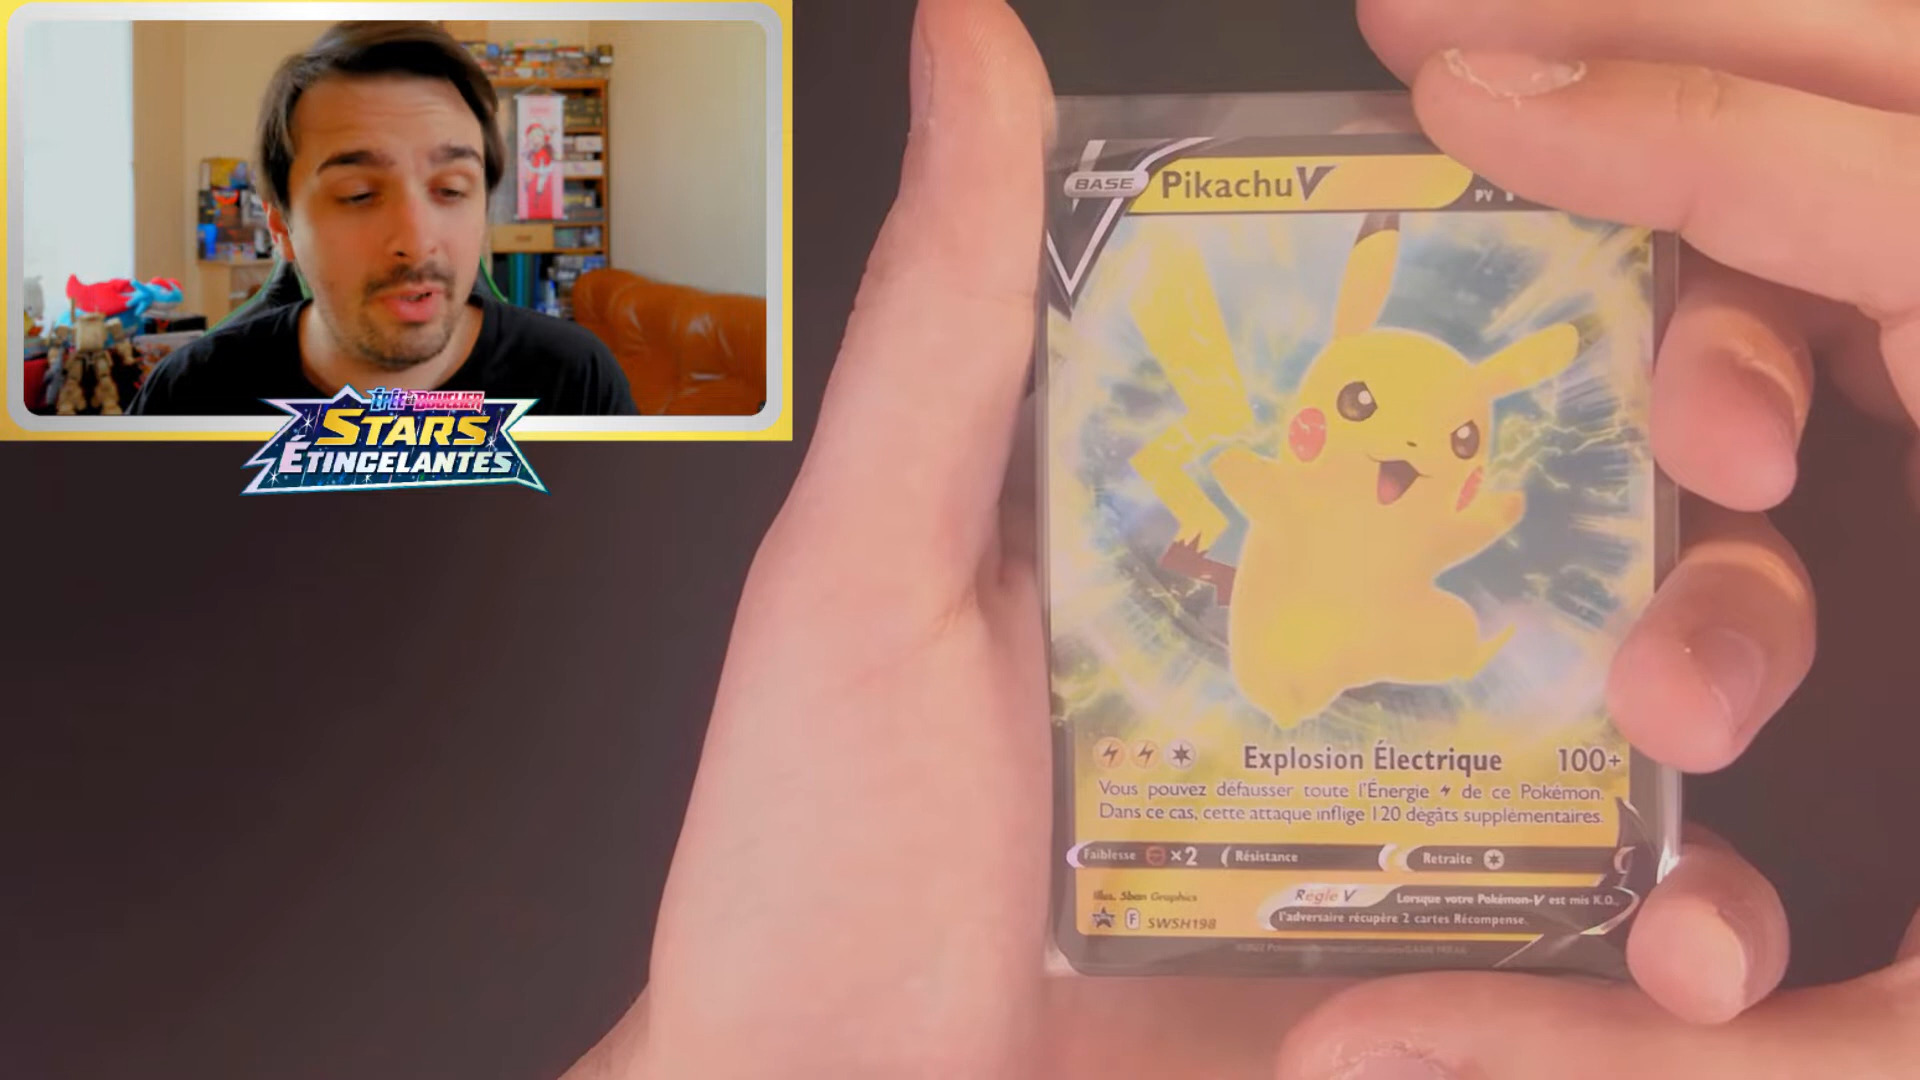 BASE
PikachuV
PV
ÉPÉE ET BOUCLIER
STARS
ÉTINCELANTES
Explosion Électrique 100+
Vous pouvez défausser toute l'Énergie de ce Pokémon.
Dans ce cas, cette attaque inflige 120 dégâts supplémentaires.
Faiblesse ×2 Résistance Retraite
Illus. 5ban Graphics
Règle V Lorsque votre Pokémon-V est mis K.O.,
l'adversaire récupère 2 cartes Récompense.
F SWSH198